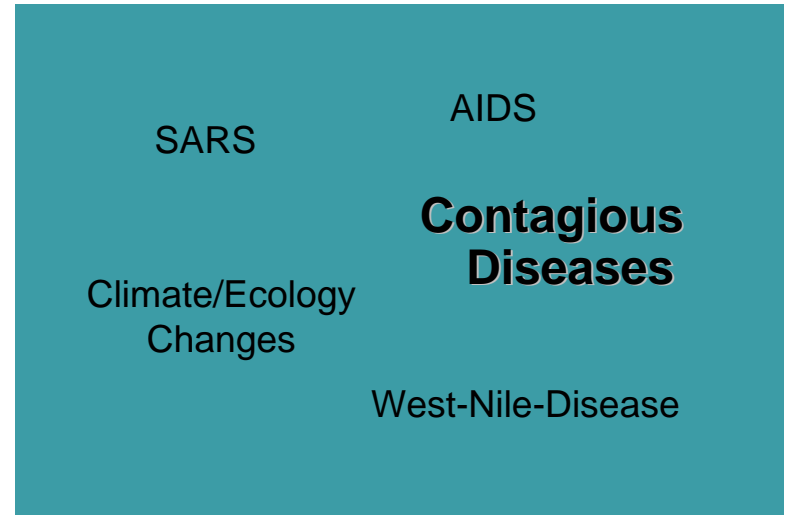 AIDS
SARS
Contagious
Diseases
Climate/Ecology
Changes
West-Nile-Disease